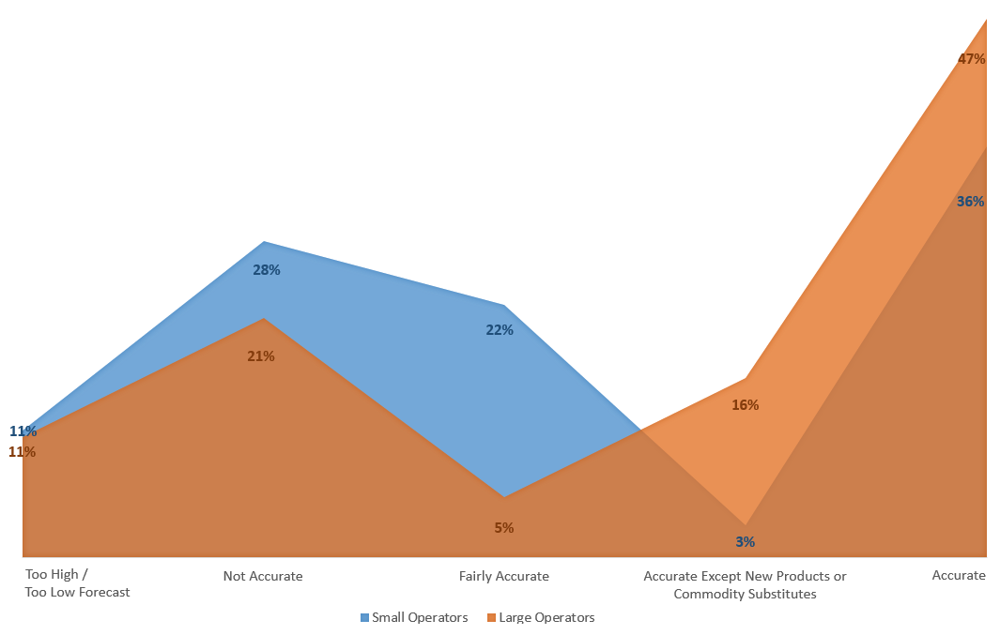 47%
36%
28%
22%
21%
16%
11%
11%
5%
3%
Too High /
Too Low Forecast
Not Accurate
Fairly Accurate
Accurate Except New Products or
Commodity Substitutes
Accurate
Small Operators
Large Operators